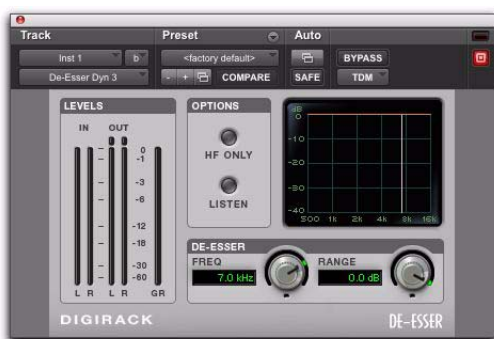 Track Preset Auto
Inst 1 b <factory default> BYPASS
De-Esser Dyn 3 - + COMPARE SAFE TDM
LEVELS
IN OUT
0
-1
-3
-6
-12
-18
-30
-60
L R L R GR
OPTIONS
HF ONLY
LISTEN
dB
0
-10
-20
-30
-40
500 1k 2k 4k 8k 16k
DE-ESSER
FREQ RANGE
7.0 kHz 0.0 dB
DIGIRACK DE-ESSER